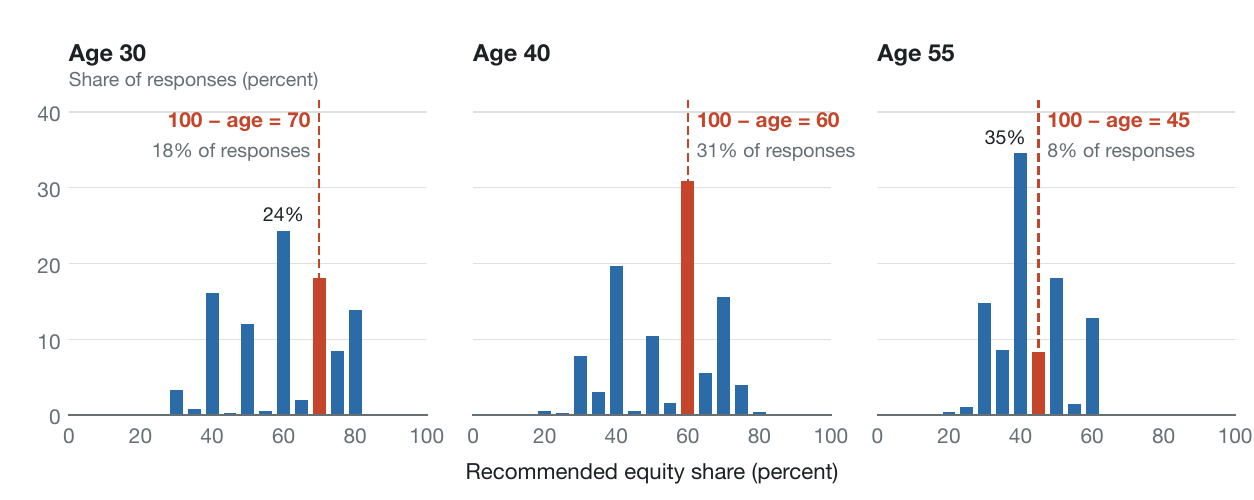 Age 30
Share of responses (percent)
Age 40
Age 55
40
30
20
10
0
100 − age = 70
18% of responses
24%
100 − age = 60
31% of responses
35%
100 − age = 45
8% of responses
0 20 40 60 80 100
0 20 40 60 80 100
0 20 40 60 80 100
Recommended equity share (percent)